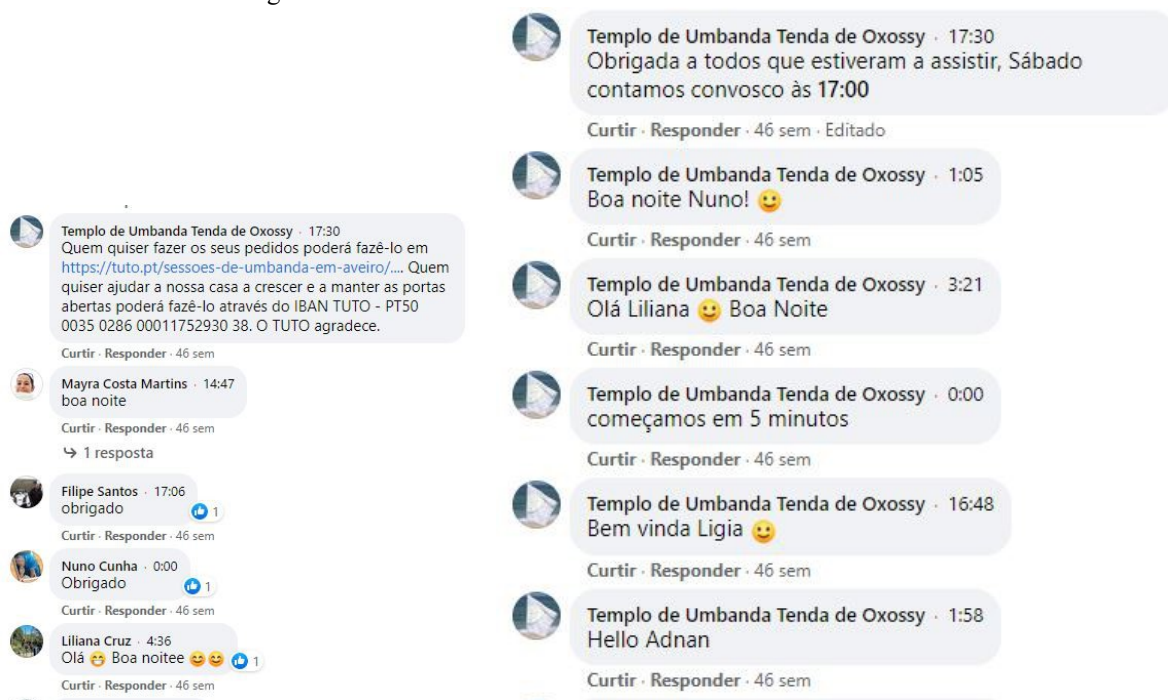 Templo de Umbanda Tenda de Oxossy · 17:30
Quem quiser fazer os seus pedidos poderá fazê-lo em
https://tuto.pt/sessoes-de-umbanda-em-aveiro/.... Quem
quiser ajudar a nossa casa a crescer e a manter as portas
abertas poderá fazê-lo através do IBAN TUTO - PT50
0035 0286 00011752930 38. O TUTO agradece.
Curtir · Responder · 46 sem
Mayra Costa Martins · 14:47
boa noite
Curtir · Responder · 46 sem
↪ 1 resposta
Filipe Santos · 17:06
obrigado
1
Curtir · Responder · 46 sem
Nuno Cunha · 0:00
Obrigado
1
Curtir · Responder · 46 sem
Liliana Cruz · 4:36
Olá 😁 Boa noitee 😊😊 1
Curtir · Responder · 46 sem
Templo de Umbanda Tenda de Oxossy · 17:30
Obrigada a todos que estiveram a assistir, Sábado
contamos convosco às 17:00
Curtir · Responder · 46 sem · Editado
Templo de Umbanda Tenda de Oxossy · 1:05
Boa noite Nuno! 🙂
Curtir · Responder · 46 sem
Templo de Umbanda Tenda de Oxossy · 3:21
Olá Liliana 🙂 Boa Noite
Curtir · Responder · 46 sem
Templo de Umbanda Tenda de Oxossy · 0:00
começamos em 5 minutos
Curtir · Responder · 46 sem
Templo de Umbanda Tenda de Oxossy · 16:48
Bem vinda Ligia 🙂
Curtir · Responder · 46 sem
Templo de Umbanda Tenda de Oxossy · 1:58
Hello Adnan
Curtir · Responder · 46 sem